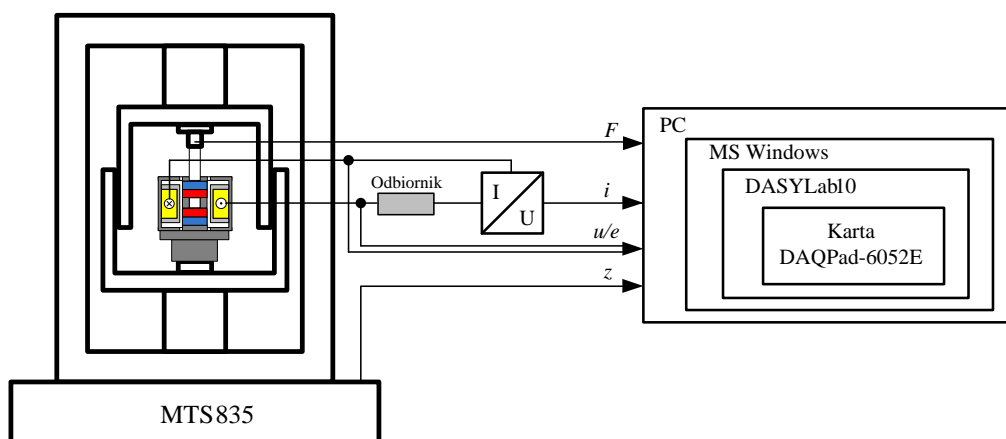 F
PC
MS Windows
DASYLab10
Odbiornik
I
U
i
Karta
DAQPad-6052E
u/e
z
MTS835